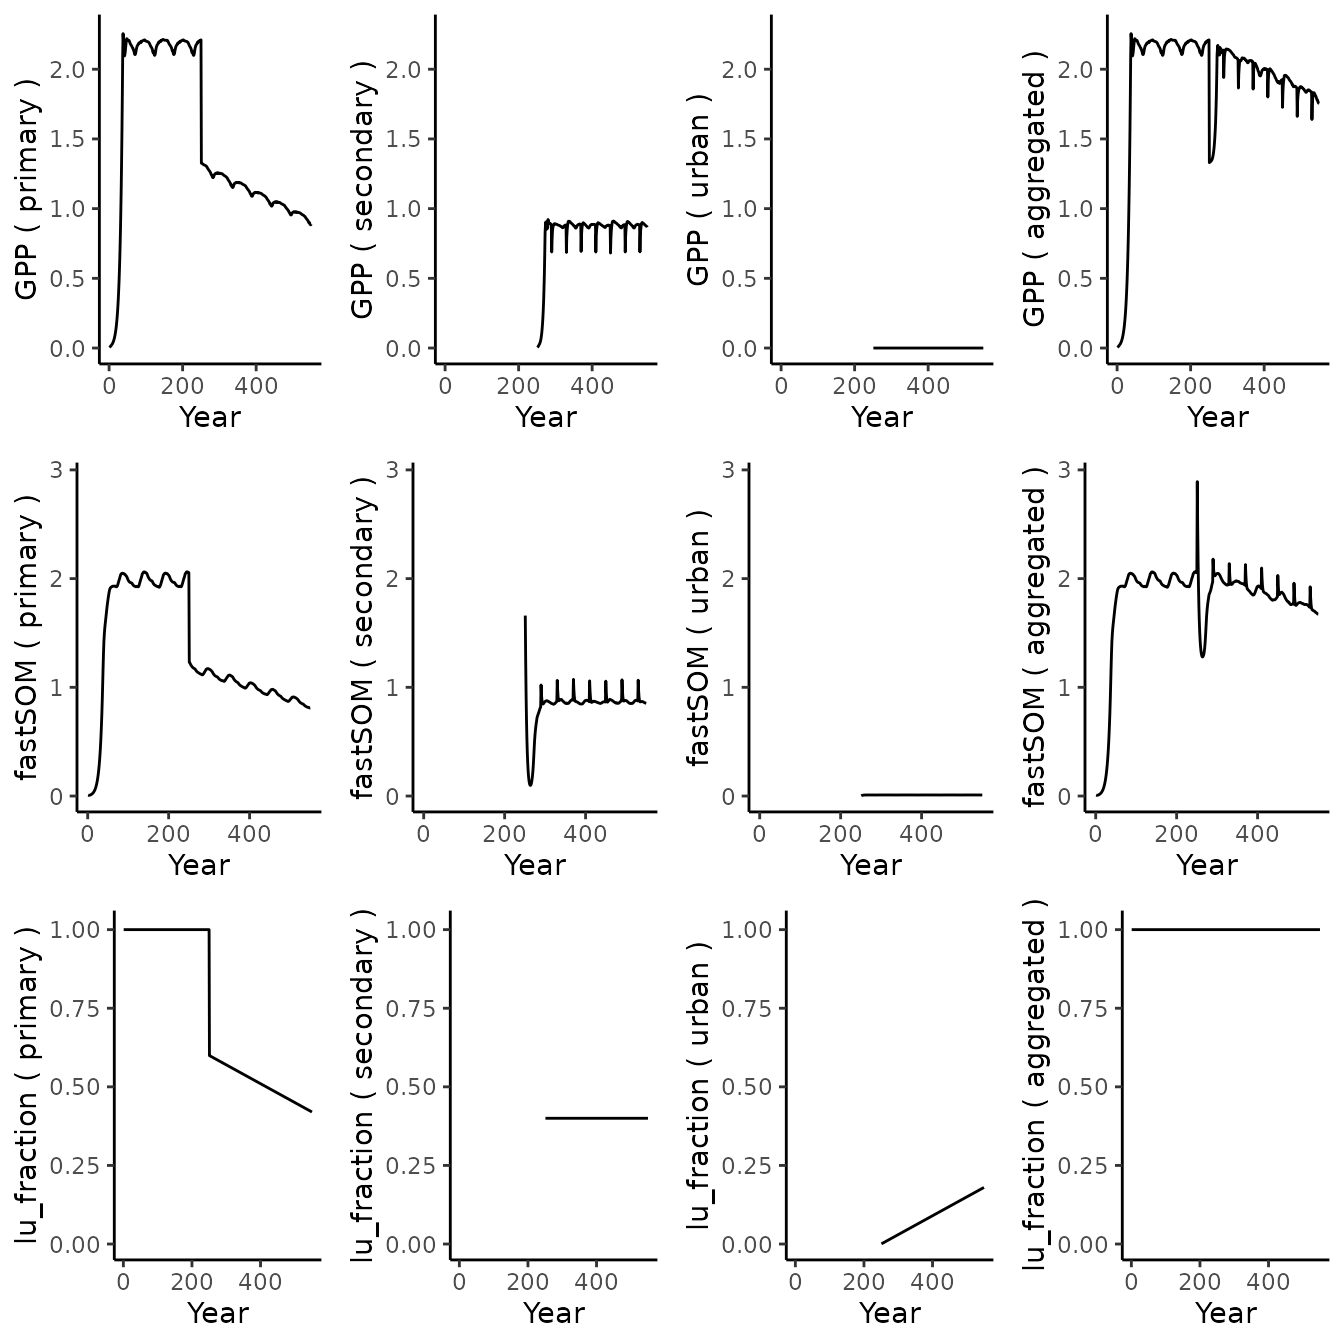 GPP ( primary )
2.0
1.5
1.0
0.5
0.0
0 200 400
Year
GPP ( secondary )
2.0
1.5
1.0
0.5
0.0
0 200 400
Year
GPP ( urban )
2.0
1.5
1.0
0.5
0.0
0 200 400
Year
GPP ( aggregated )
2.0
1.5
1.0
0.5
0.0
0 200 400
Year
fastSOM ( primary )
3
2
1
0
0 200 400
Year
fastSOM ( secondary )
3
2
1
0
0 200 400
Year
fastSOM ( urban )
3
2
1
0
0 200 400
Year
fastSOM ( aggregated )
3
2
1
0
0 200 400
Year
lu_fraction ( primary )
1.00
0.75
0.50
0.25
0.00
0 200 400
Year
lu_fraction ( secondary )
1.00
0.75
0.50
0.25
0.00
0 200 400
Year
lu_fraction ( urban )
1.00
0.75
0.50
0.25
0.00
0 200 400
Year
lu_fraction ( aggregated )
1.00
0.75
0.50
0.25
0.00
0 200 400
Year